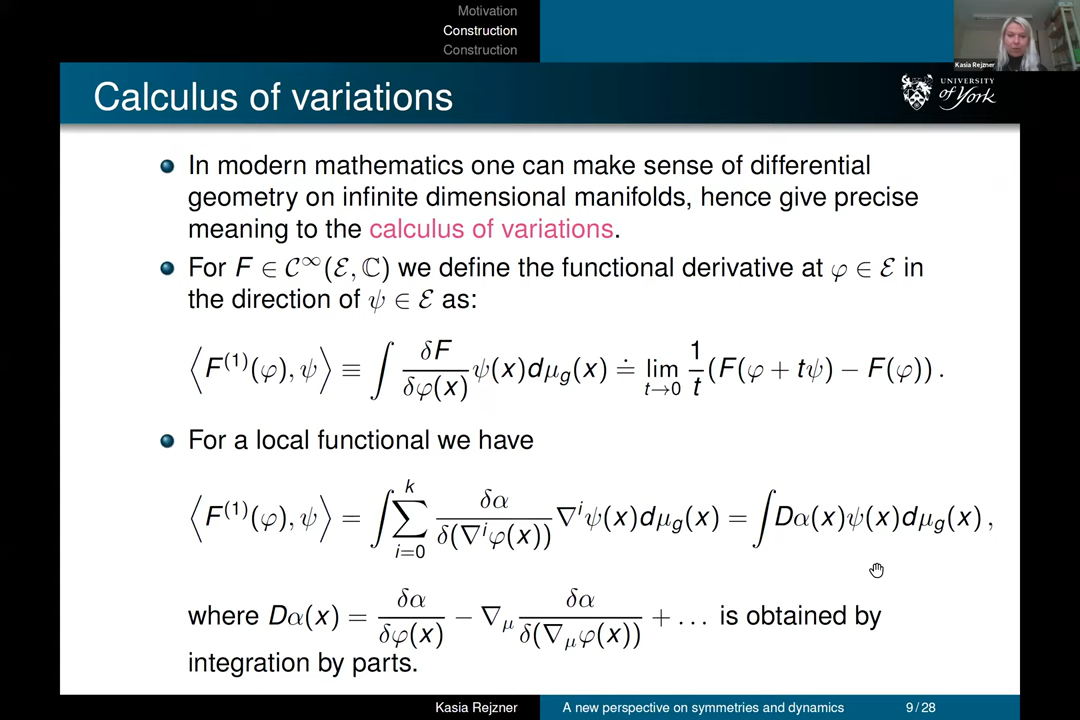 Motivation
Construction
Construction
Kasia Rejzner
Calculus of variations
UNIVERSITY
of York
In modern mathematics one can make sense of differential
geometry on infinite dimensional manifolds, hence give precise
meaning to the calculus of variations.
For F ∈ 𝒞^∞(ℰ, ℂ) we define the functional derivative at φ ∈ ℰ in
the direction of ψ ∈ ℰ as:
⟨F^(1)(φ), ψ⟩ ≡ ∫ δF/δφ(x) ψ(x)dμ_g(x) ≐ lim_{t→0} 1/t (F(φ + tψ) − F(φ)) .
For a local functional we have
⟨F^(1)(φ), ψ⟩ = ∫ ∑_{i=0}^{k} δα/δ(∇^iφ(x)) ∇^iψ(x)dμ_g(x) = ∫ Dα(x)ψ(x)dμ_g(x) ,
where Dα(x) = δα/δφ(x) − ∇_μ δα/δ(∇_μφ(x)) + … is obtained by
integration by parts.
Kasia Rejzner A new perspective on symmetries and dynamics 9 / 28